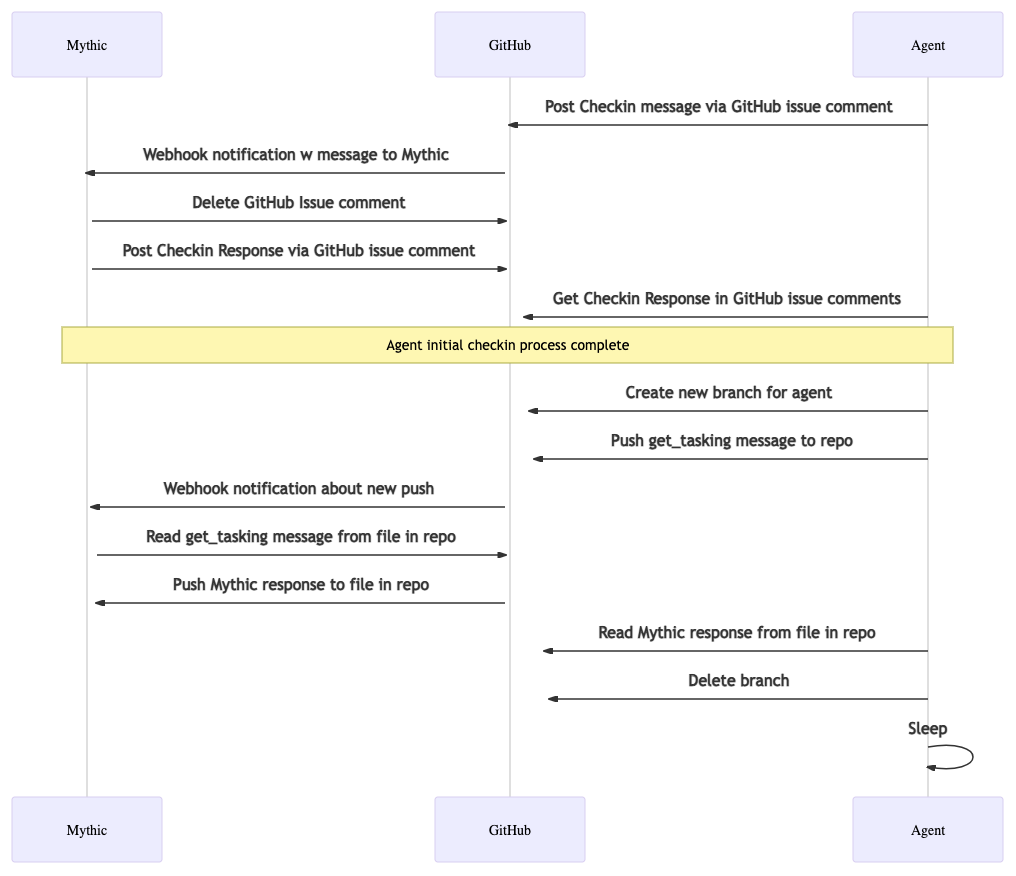 Mythic
GitHub
Agent
Post Checkin message via GitHub issue comment
Webhook notification w message to Mythic
Delete GitHub Issue comment
Post Checkin Response via GitHub issue comment
Get Checkin Response in GitHub issue comments
Agent initial checkin process complete
Create new branch for agent
Push get_tasking message to repo
Webhook notification about new push
Read get_tasking message from file in repo
Push Mythic response to file in repo
Read Mythic response from file in repo
Delete branch
Sleep
Mythic
GitHub
Agent